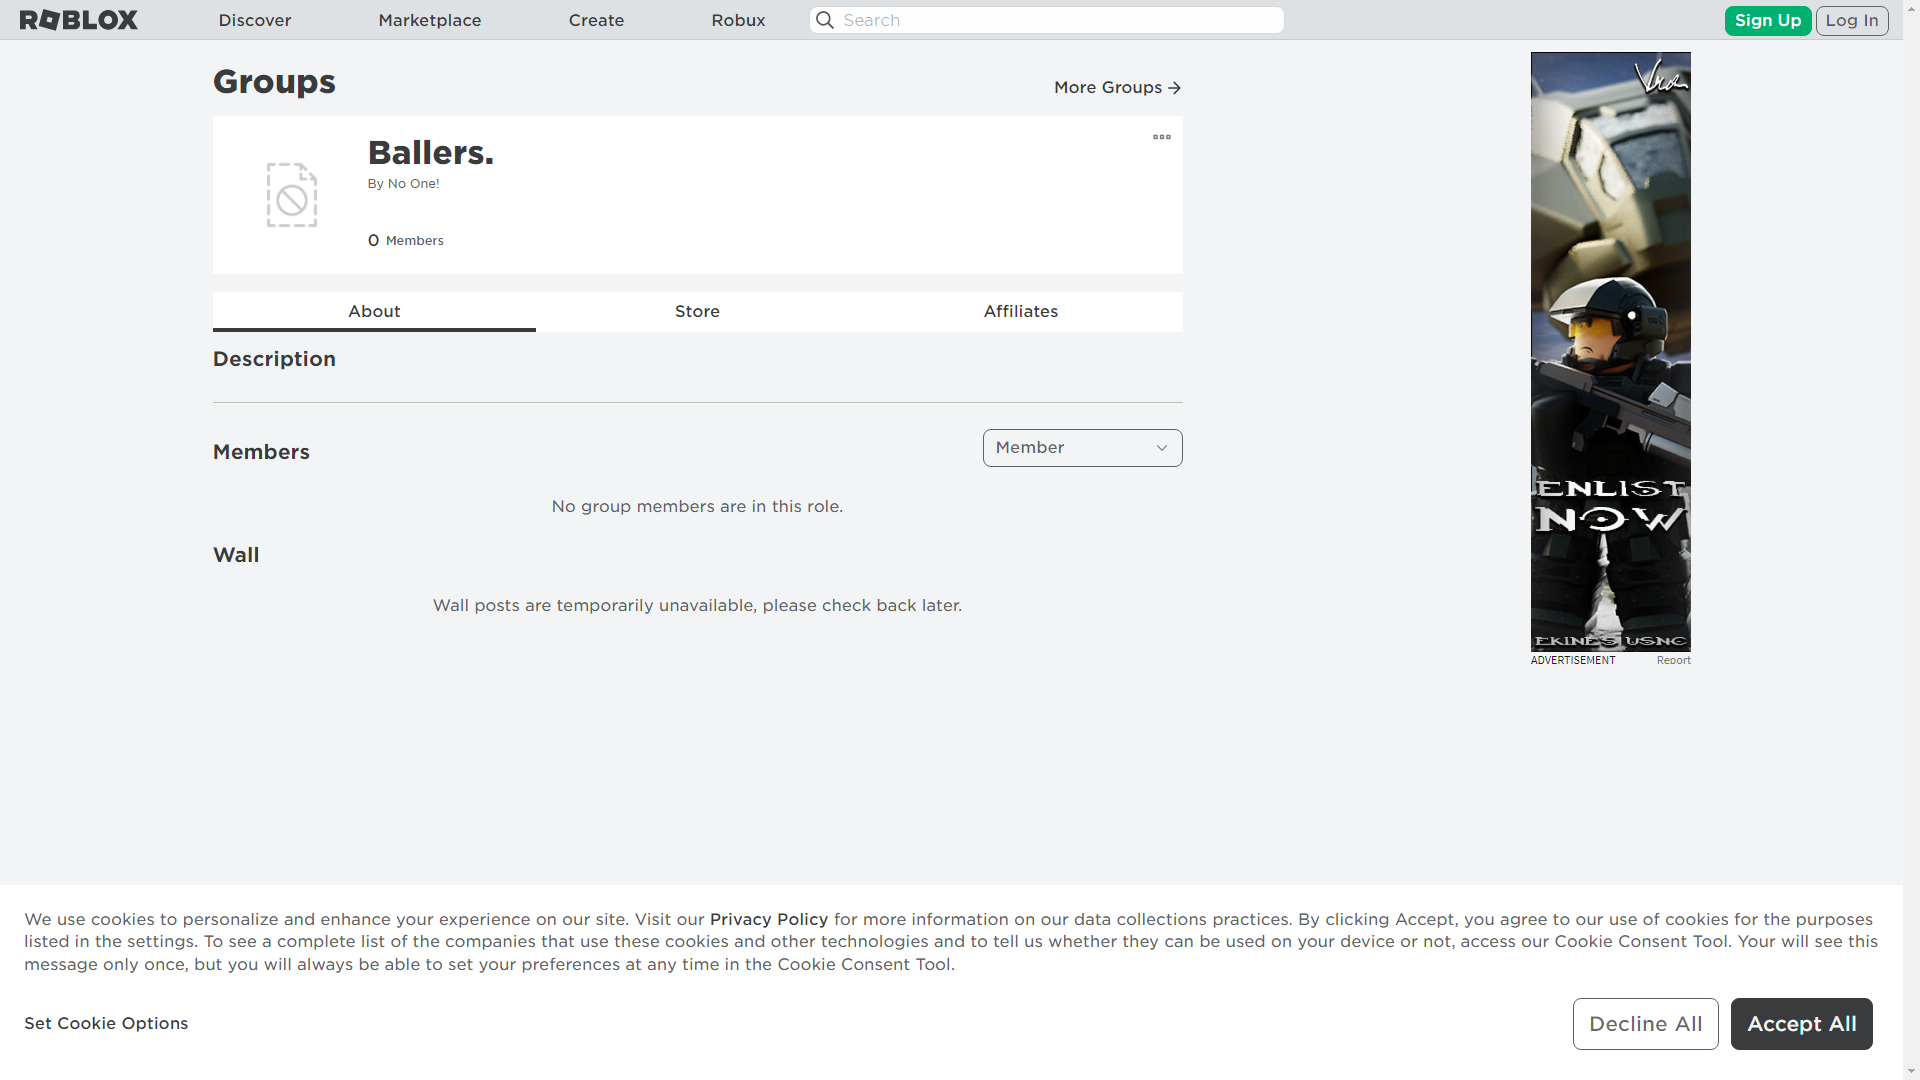 ROBLOX
Discover
Marketplace
Create
Robux
Search
Sign Up
Log In
Groups
More Groups
Ballers.
By No One!
0 Members
About
Store
Affiliates
Description
Members
Member
No group members are in this role.
Wall
Wall posts are temporarily unavailable, please check back later.
ENLIST
NOW
EKINE'S USNC
ADVERTISEMENT
Report
We use cookies to personalize and enhance your experience on our site. Visit our Privacy Policy for more information on our data collections practices. By clicking Accept, you agree to our use of cookies for the purposes
listed in the settings. To see a complete list of the companies that use these cookies and other technologies and to tell us whether they can be used on your device or not, access our Cookie Consent Tool. Your will see this
message only once, but you will always be able to set your preferences at any time in the Cookie Consent Tool.
Set Cookie Options
Decline All
Accept All